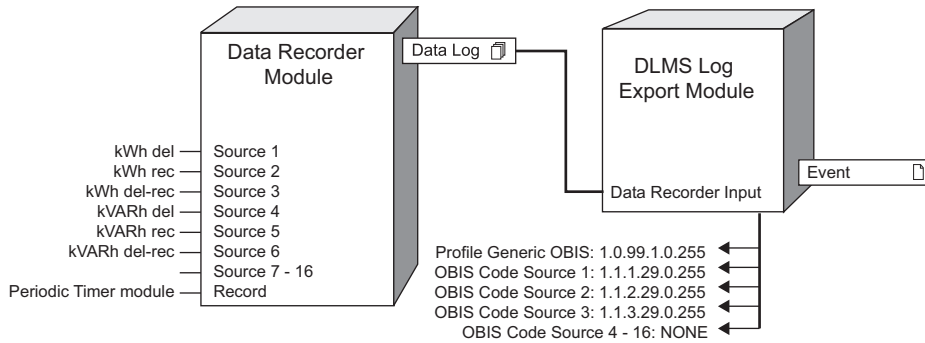 Data Recorder
Module
Data Log
DLMS Log
Export Module
kWh del
Source 1
kWh rec
Source 2
kWh del-rec
Source 3
kVARh del
Source 4
kVARh rec
Source 5
kVARh del-rec
Source 6
Source 7 - 16
Periodic Timer module
Record
Event
Data Recorder Input
Profile Generic OBIS: 1.0.99.1.0.255
OBIS Code Source 1: 1.1.1.29.0.255
OBIS Code Source 2: 1.1.2.29.0.255
OBIS Code Source 3: 1.1.3.29.0.255
OBIS Code Source 4 - 16: NONE